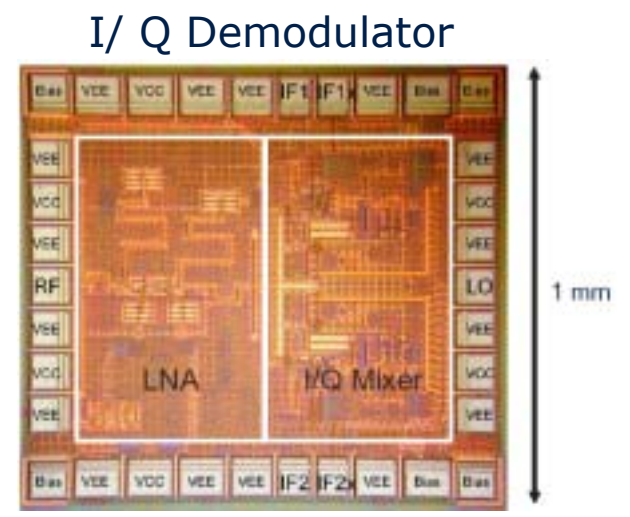 I/ Q Demodulator
Bias VEE VCC VEE VEE IF1 IF1x VEE Bias Bias
VEE VEE
VCC VCC
VEE VEE
RF LO
1 mm
VEE VEE
VCC LNA I/Q Mixer VCC
VEE VEE
Bias VEE VCC VEE VEE IF2 IF2x VEE Bias Bias